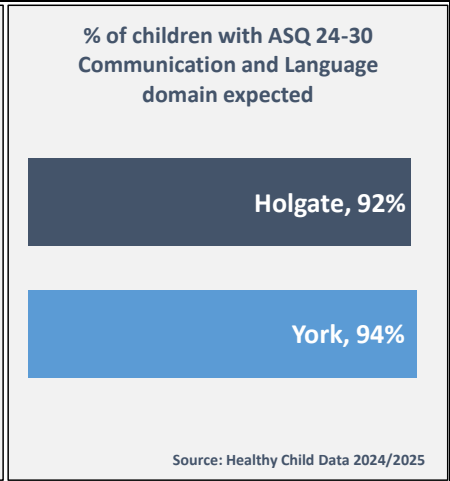 % of children with ASQ 24-30
Communication and Language
domain expected
Holgate, 92%
York, 94%
Source: Healthy Child Data 2024/2025